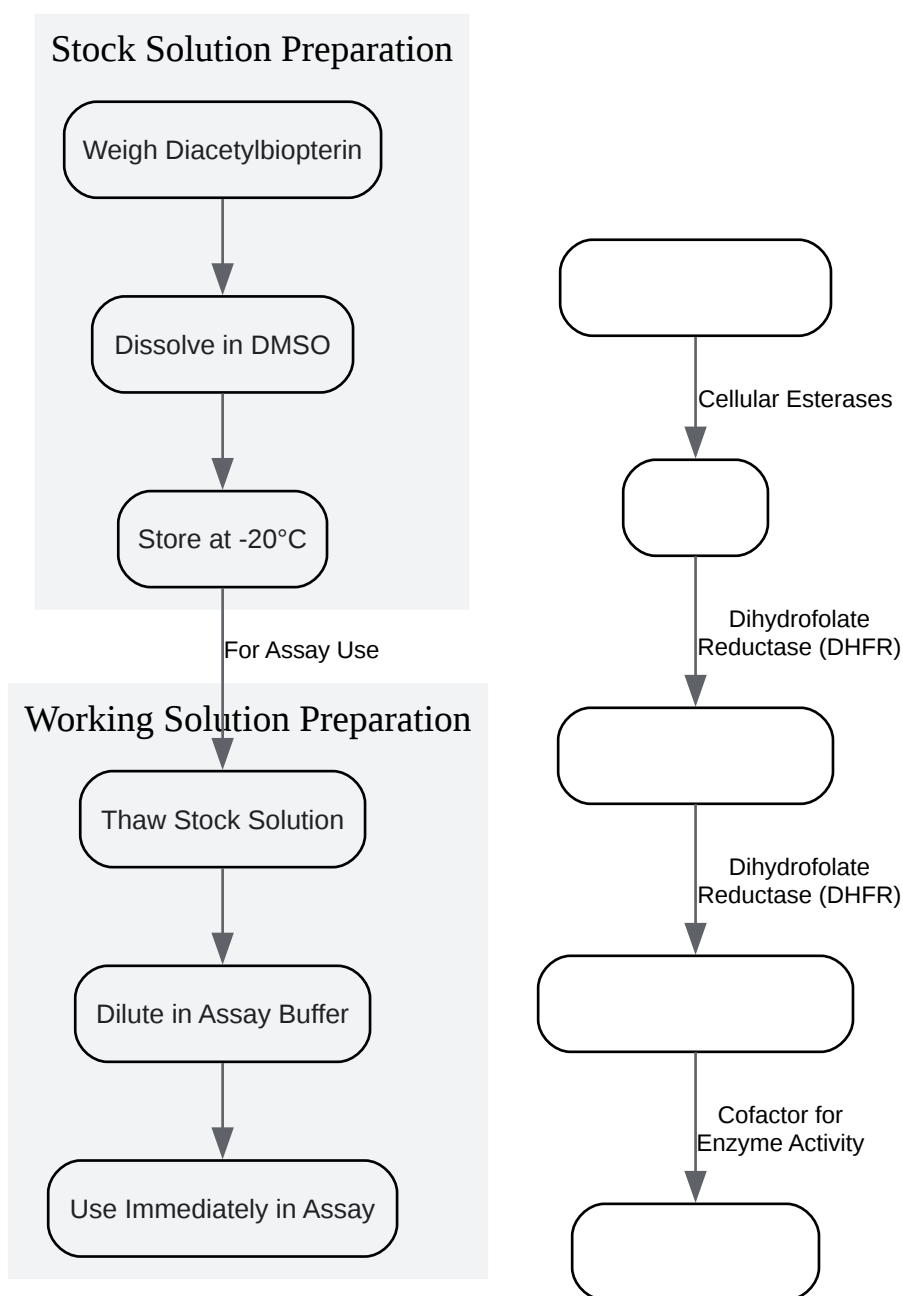 Stock Solution Preparation
Weigh Diacetylbiopterin
Dissolve in DMSO
Store at -20°C
For Assay Use
Working Solution Preparation
Thaw Stock Solution
Dilute in Assay Buffer
Use Immediately in Assay
Cellular Esterases
Dihydrofolate
Reductase (DHFR)
Dihydrofolate
Reductase (DHFR)
Cofactor for
Enzyme Activity